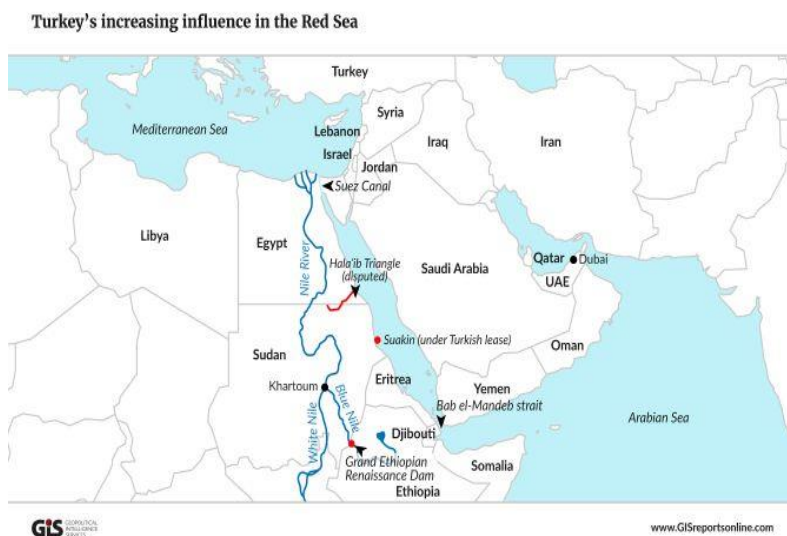 Turkey's increasing influence in the Red Sea
Turkey
Mediterranean Sea
Syria
Lebanon
Iraq
Iran
Israel
Jordan
Suez Canal
Libya
Egypt
Nile River
Hala'ib Triangle
(disputed)
Saudi Arabia
Qatar
Dubai
UAE
Suakin (under Turkish lease)
Oman
Sudan
Eritrea
Khartoum
Yemen
Bab el-Mandeb strait
Blue Nile
White Nile
Arabian Sea
Djibouti
Grand Ethiopian
Renaissance Dam
Somalia
Ethiopia
GIS
GEOPOLITICAL
INTELLIGENCE
SERVICES
www.GISreportsonline.com